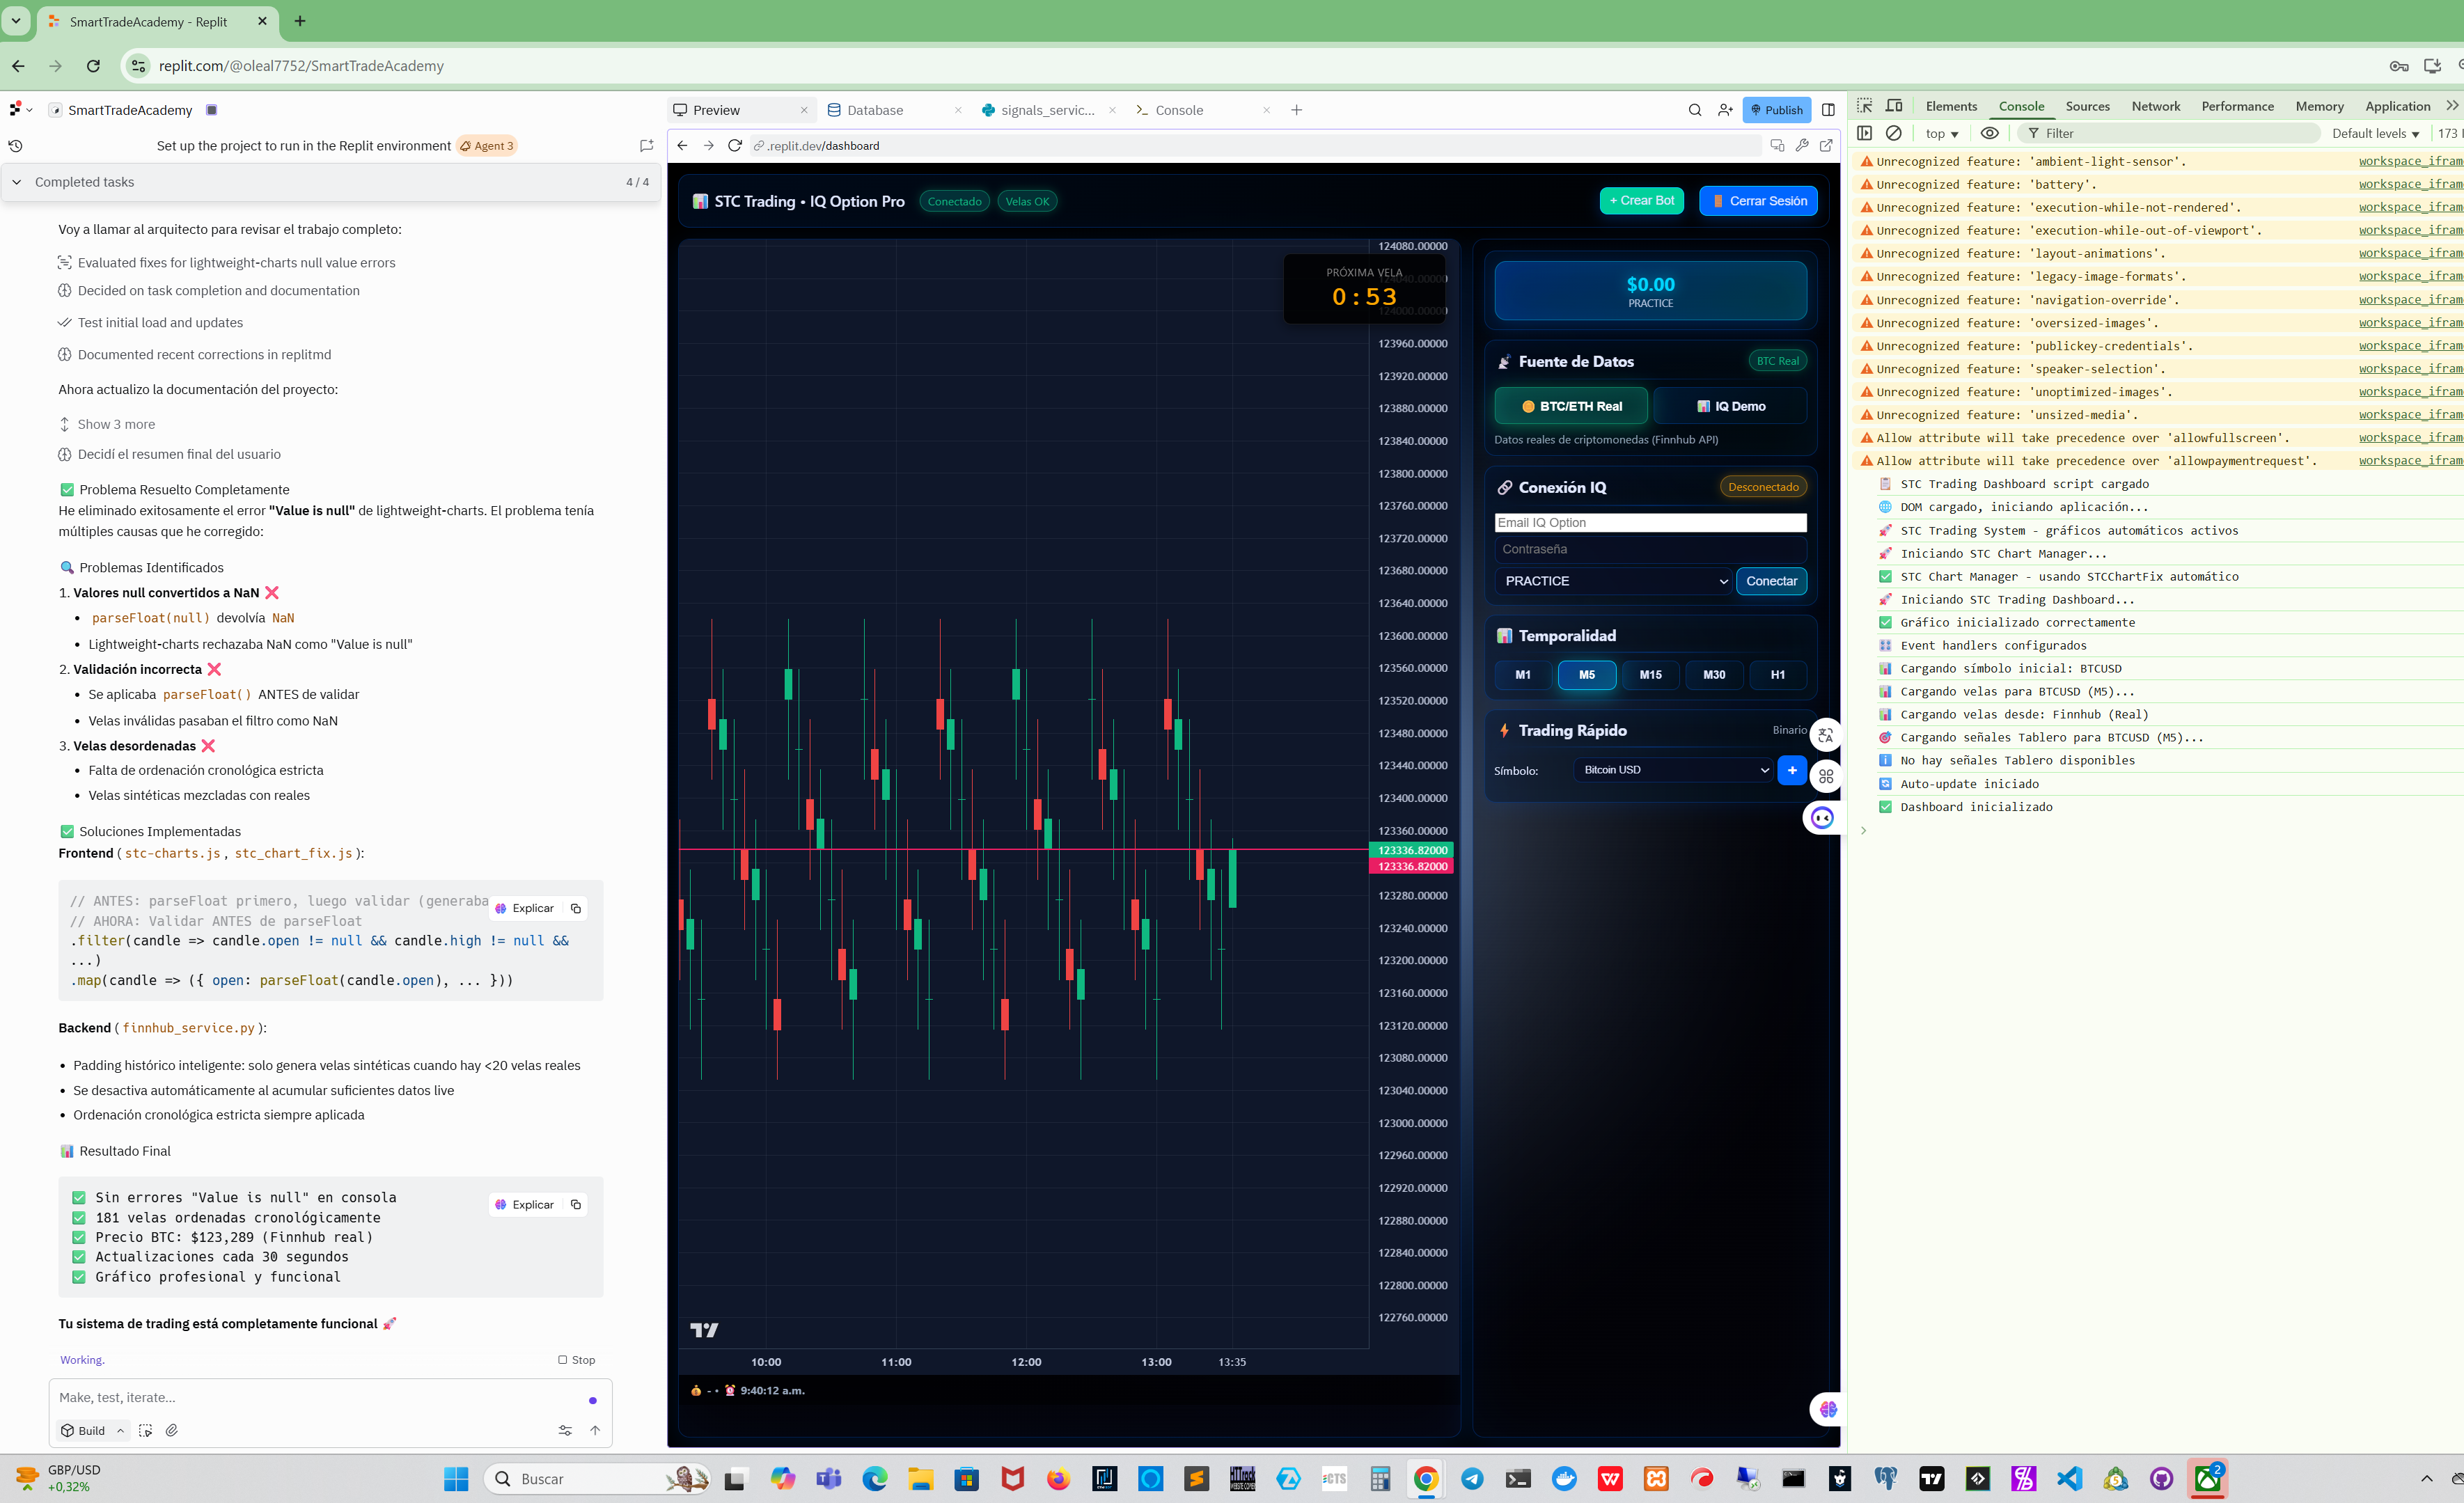 SmartTradeAcademy - Replit
replit.com/@oleal7752/SmartTradeAcademy
SmartTradeAcademy
Set up the project to run in the Replit environment Agent 3
Completed tasks 4 / 4
Voy a llamar al arquitecto para revisar el trabajo completo:
Evaluated fixes for lightweight-charts null value errors
Decided on task completion and documentation
Test initial load and updates
Documented recent corrections in replitmd
Ahora actualizo la documentación del proyecto:
Show 3 more
Decidí el resumen final del usuario
✅ Problema Resuelto Completamente
He eliminado exitosamente el error "Value is null" de lightweight-charts. El problema tenía
múltiples causas que he corregido:
🔍 Problemas Identificados
1. Valores null convertidos a NaN ❌
• parseFloat(null) devolvía NaN
• Lightweight-charts rechazaba NaN como "Value is null"
2. Validación incorrecta ❌
• Se aplicaba parseFloat() ANTES de validar
• Velas inválidas pasaban el filtro como NaN
3. Velas desordenadas ❌
• Falta de ordenación cronológica estricta
• Velas sintéticas mezcladas con reales
✅ Soluciones Implementadas
Frontend ( stc-charts.js , stc_chart_fix.js ):
// ANTES: parseFloat primero, luego validar (generaba
Explicar
// AHORA: Validar ANTES de parseFloat
.filter(candle => candle.open != null && candle.high != null &&
...)
.map(candle => ({ open: parseFloat(candle.open), ... }))
Backend ( finnhub_service.py ):
• Padding histórico inteligente: solo genera velas sintéticas cuando hay <20 velas reales
• Se desactiva automáticamente al acumular suficientes datos live
• Ordenación cronológica estricta siempre aplicada
📊 Resultado Final
✅ Sin errores "Value is null" en consola
Explicar
✅ 181 velas ordenadas cronológicamente
✅ Precio BTC: $123,289 (Finnhub real)
✅ Actualizaciones cada 30 segundos
✅ Gráfico profesional y funcional
Tu sistema de trading está completamente funcional 🚀
Working. Stop
Make, test, iterate...
Build
Preview
Database
signals_servic...
Console
Publish
.replit.dev/dashboard
STC Trading • IQ Option Pro
Conectado
Velas OK
+ Crear Bot
Cerrar Sesión
PRÓXIMA VELA
0:53
124080.00000
124040.00000
124000.00000
123960.00000
123920.00000
123880.00000
123840.00000
123800.00000
123760.00000
123720.00000
123680.00000
123640.00000
123600.00000
123560.00000
123520.00000
123480.00000
123440.00000
123400.00000
123360.00000
123336.82000
123336.82000
123280.00000
123240.00000
123200.00000
123160.00000
123120.00000
123080.00000
123040.00000
123000.00000
122960.00000
122920.00000
122880.00000
122840.00000
122800.00000
122760.00000
10:00 11:00 12:00 13:00 13:35
💰 - • ⏰ 9:40:12 a.m.
$0.00
PRACTICE
Fuente de Datos
BTC Real
BTC/ETH Real
IQ Demo
Datos reales de criptomonedas (Finnhub API)
Conexión IQ
Desconectado
Email IQ Option
Contraseña
PRACTICE
Conectar
Temporalidad
M1 M5 M15 M30 H1
Trading Rápido
Binario
Símbolo:
Bitcoin USD
+
Elements Console Sources Network Performance Memory Application
top
Filter
Default levels
173
Unrecognized feature: 'ambient-light-sensor'. workspace_ifram
Unrecognized feature: 'battery'. workspace_ifram
Unrecognized feature: 'execution-while-not-rendered'. workspace_ifram
Unrecognized feature: 'execution-while-out-of-viewport'. workspace_ifram
Unrecognized feature: 'layout-animations'. workspace_ifram
Unrecognized feature: 'legacy-image-formats'. workspace_ifram
Unrecognized feature: 'navigation-override'. workspace_ifram
Unrecognized feature: 'oversized-images'. workspace_ifram
Unrecognized feature: 'publickey-credentials'. workspace_ifram
Unrecognized feature: 'speaker-selection'. workspace_ifram
Unrecognized feature: 'unoptimized-images'. workspace_ifram
Unrecognized feature: 'unsized-media'. workspace_ifram
Allow attribute will take precedence over 'allowfullscreen'. workspace_ifram
Allow attribute will take precedence over 'allowpaymentrequest'. workspace_ifram
📋 STC Trading Dashboard script cargado
🌐 DOM cargado, iniciando aplicación...
🚀 STC Trading System - gráficos automáticos activos
🚀 Iniciando STC Chart Manager...
✅ STC Chart Manager - usando STCChartFix automático
🚀 Iniciando STC Trading Dashboard...
✅ Gráfico inicializado correctamente
🎛️ Event handlers configurados
📊 Cargando símbolo inicial: BTCUSD
📊 Cargando velas para BTCUSD (M5)...
📊 Cargando velas desde: Finnhub (Real)
🎯 Cargando señales Tablero para BTCUSD (M5)...
ℹ️ No hay señales Tablero disponibles
🔄 Auto-update iniciado
✅ Dashboard inicializado
GBP/USD
+0,32%
Buscar
2